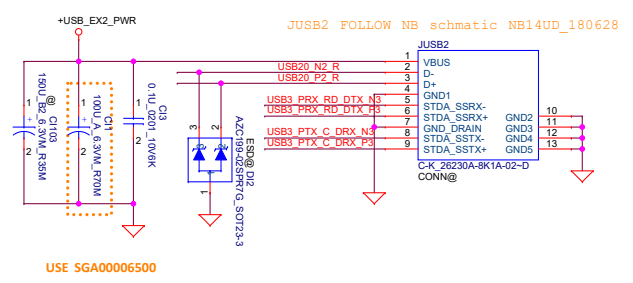 +USB_EX2_PWR
JUSB2 FOLLOW NB schmatic NB14UD_180628
JUSB2
USB20_N2_R
USB20_P2_R
USB3_PRX_RD_DTX_N3
USB3_PRX_RD_DTX_P3
USB3_PTX_C_DRX_N3
USB3_PTX_C_DRX_P3
1 VBUS
2 D-
3 D+
4 GND1
5 STDA_SSRX-
6 STDA_SSRX+
7 GND_DRAIN
8 STDA_SSTX-
9 STDA_SSTX+
GND2 10
GND3 11
GND4 12
GND5 13
C-K_26230A-8K1A-02~D
CONN@
1
+
2
@
CI103
150U_B2_6.3VM_R35M
1
+
2
CI1
100U_A_6.3VM_R70M
1
2
CI3
0.1U_0201_10V6K
3
2
1
ESD@ DI2
AZC199-02SPR7G_SOT23-3
USE SGA00006500